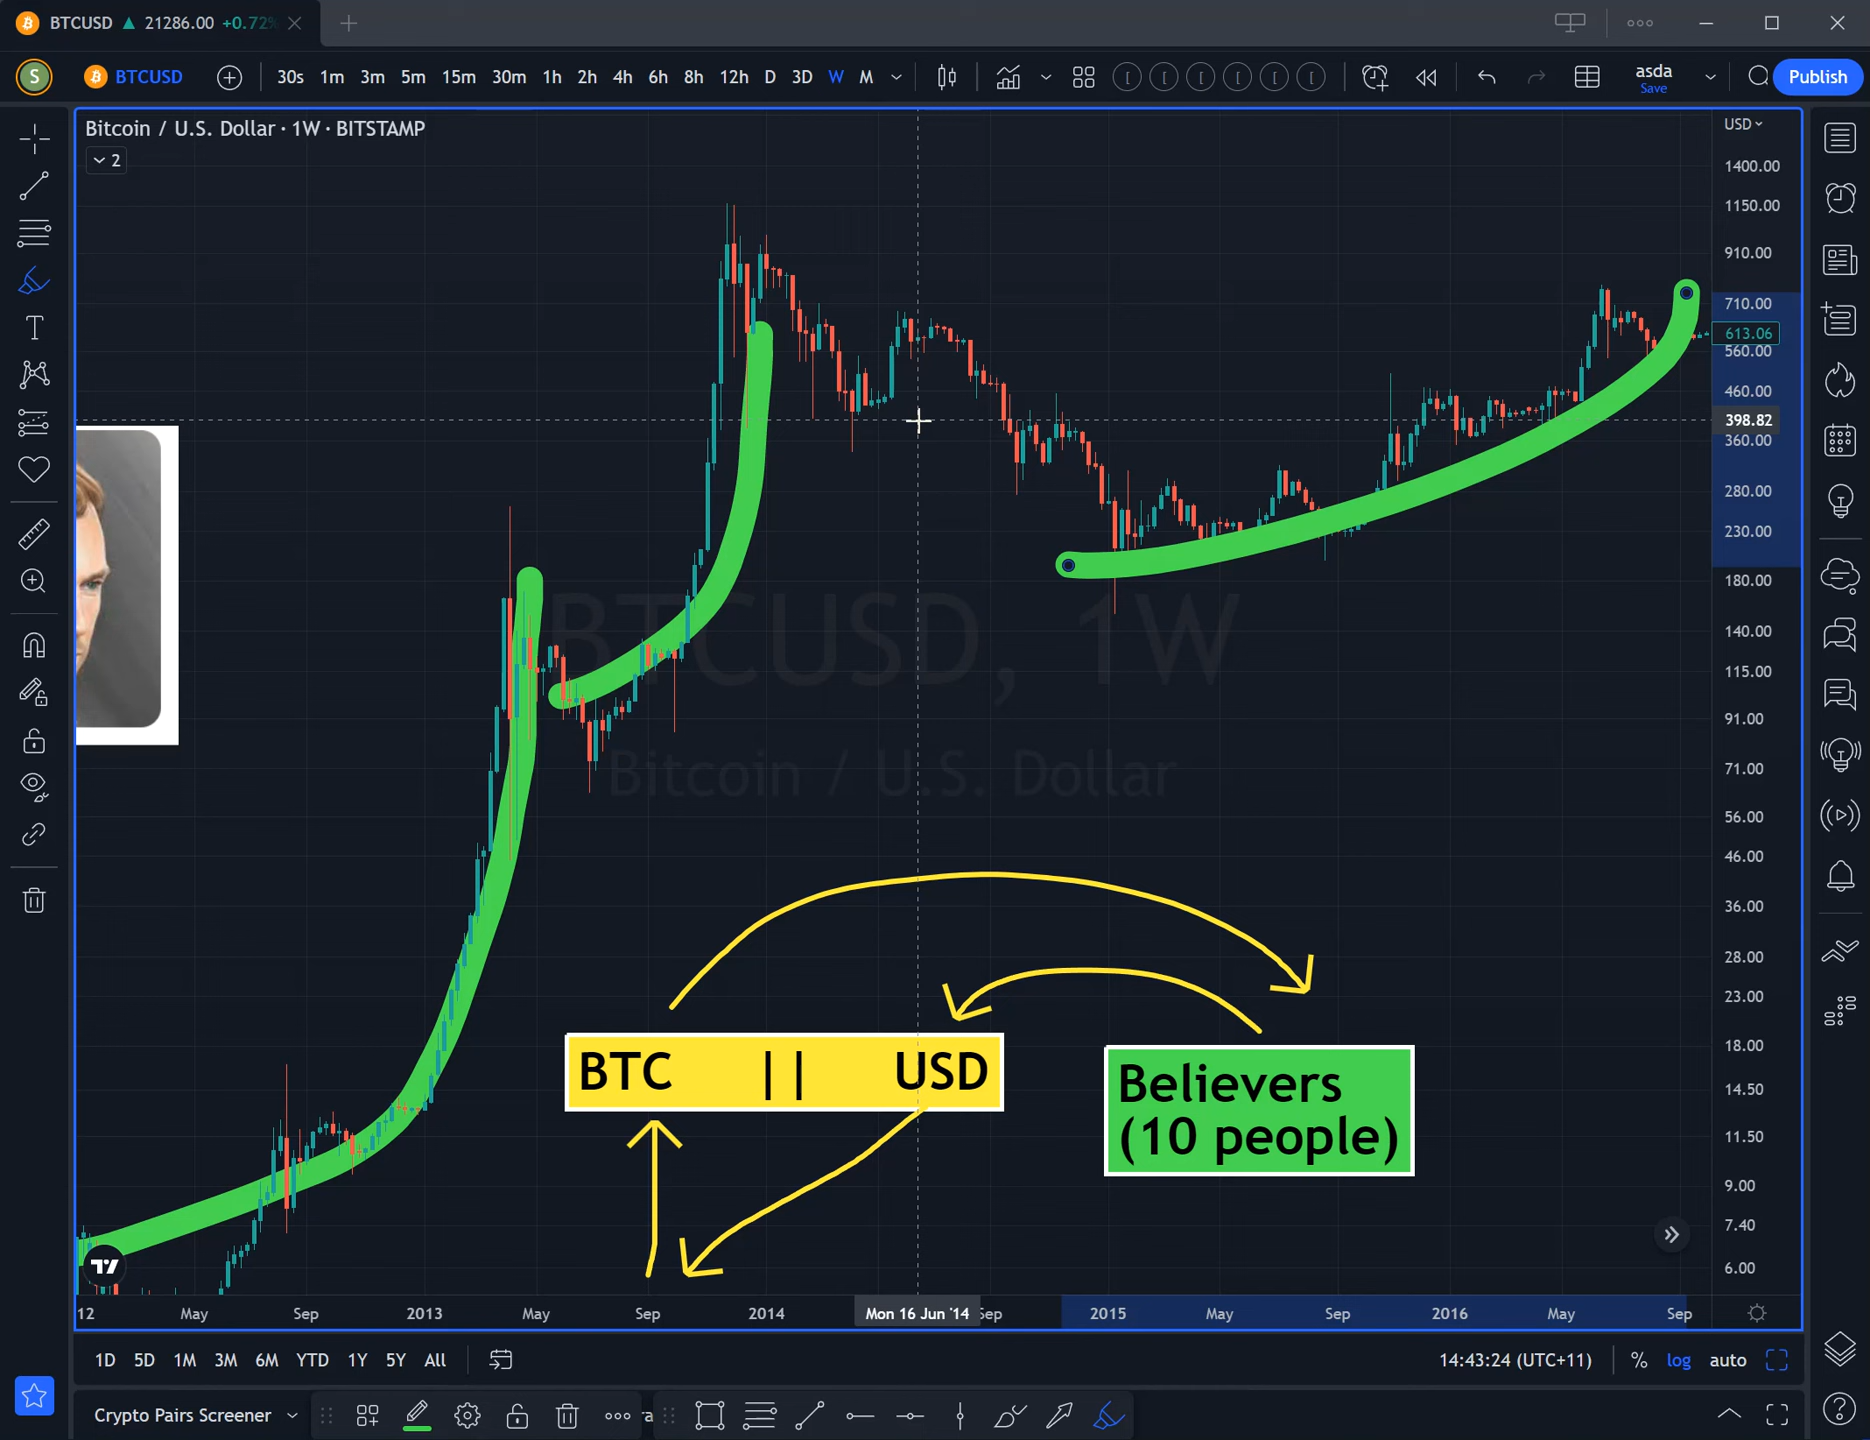 BTCUSD ▲ 21286.00 +0.72%
S BTCUSD 30s 1m 3m 5m 15m 30m 1h 2h 4h 6h 8h 12h D 3D W M [ [ [ [ [ [ asda Publish
Save
Bitcoin / U.S. Dollar · 1W · BITSTAMP
2
USD
1400.00
1150.00
910.00
710.00
613.06
560.00
460.00
398.82
360.00
280.00
230.00
180.00
140.00
115.00
91.00
71.00
56.00
46.00
36.00
28.00
23.00
18.00
14.50
11.50
9.00
7.40
6.00
BTCUSD, 1W
Bitcoin / U.S. Dollar
BTC || USD
Believers
(10 people)
12 May Sep 2013 May Sep 2014 Mon 16 Jun '14 Sep 2015 May Sep 2016 May Sep
1D 5D 1M 3M 6M YTD 1Y 5Y All 14:43:24 (UTC+11) % log auto
Crypto Pairs Screener